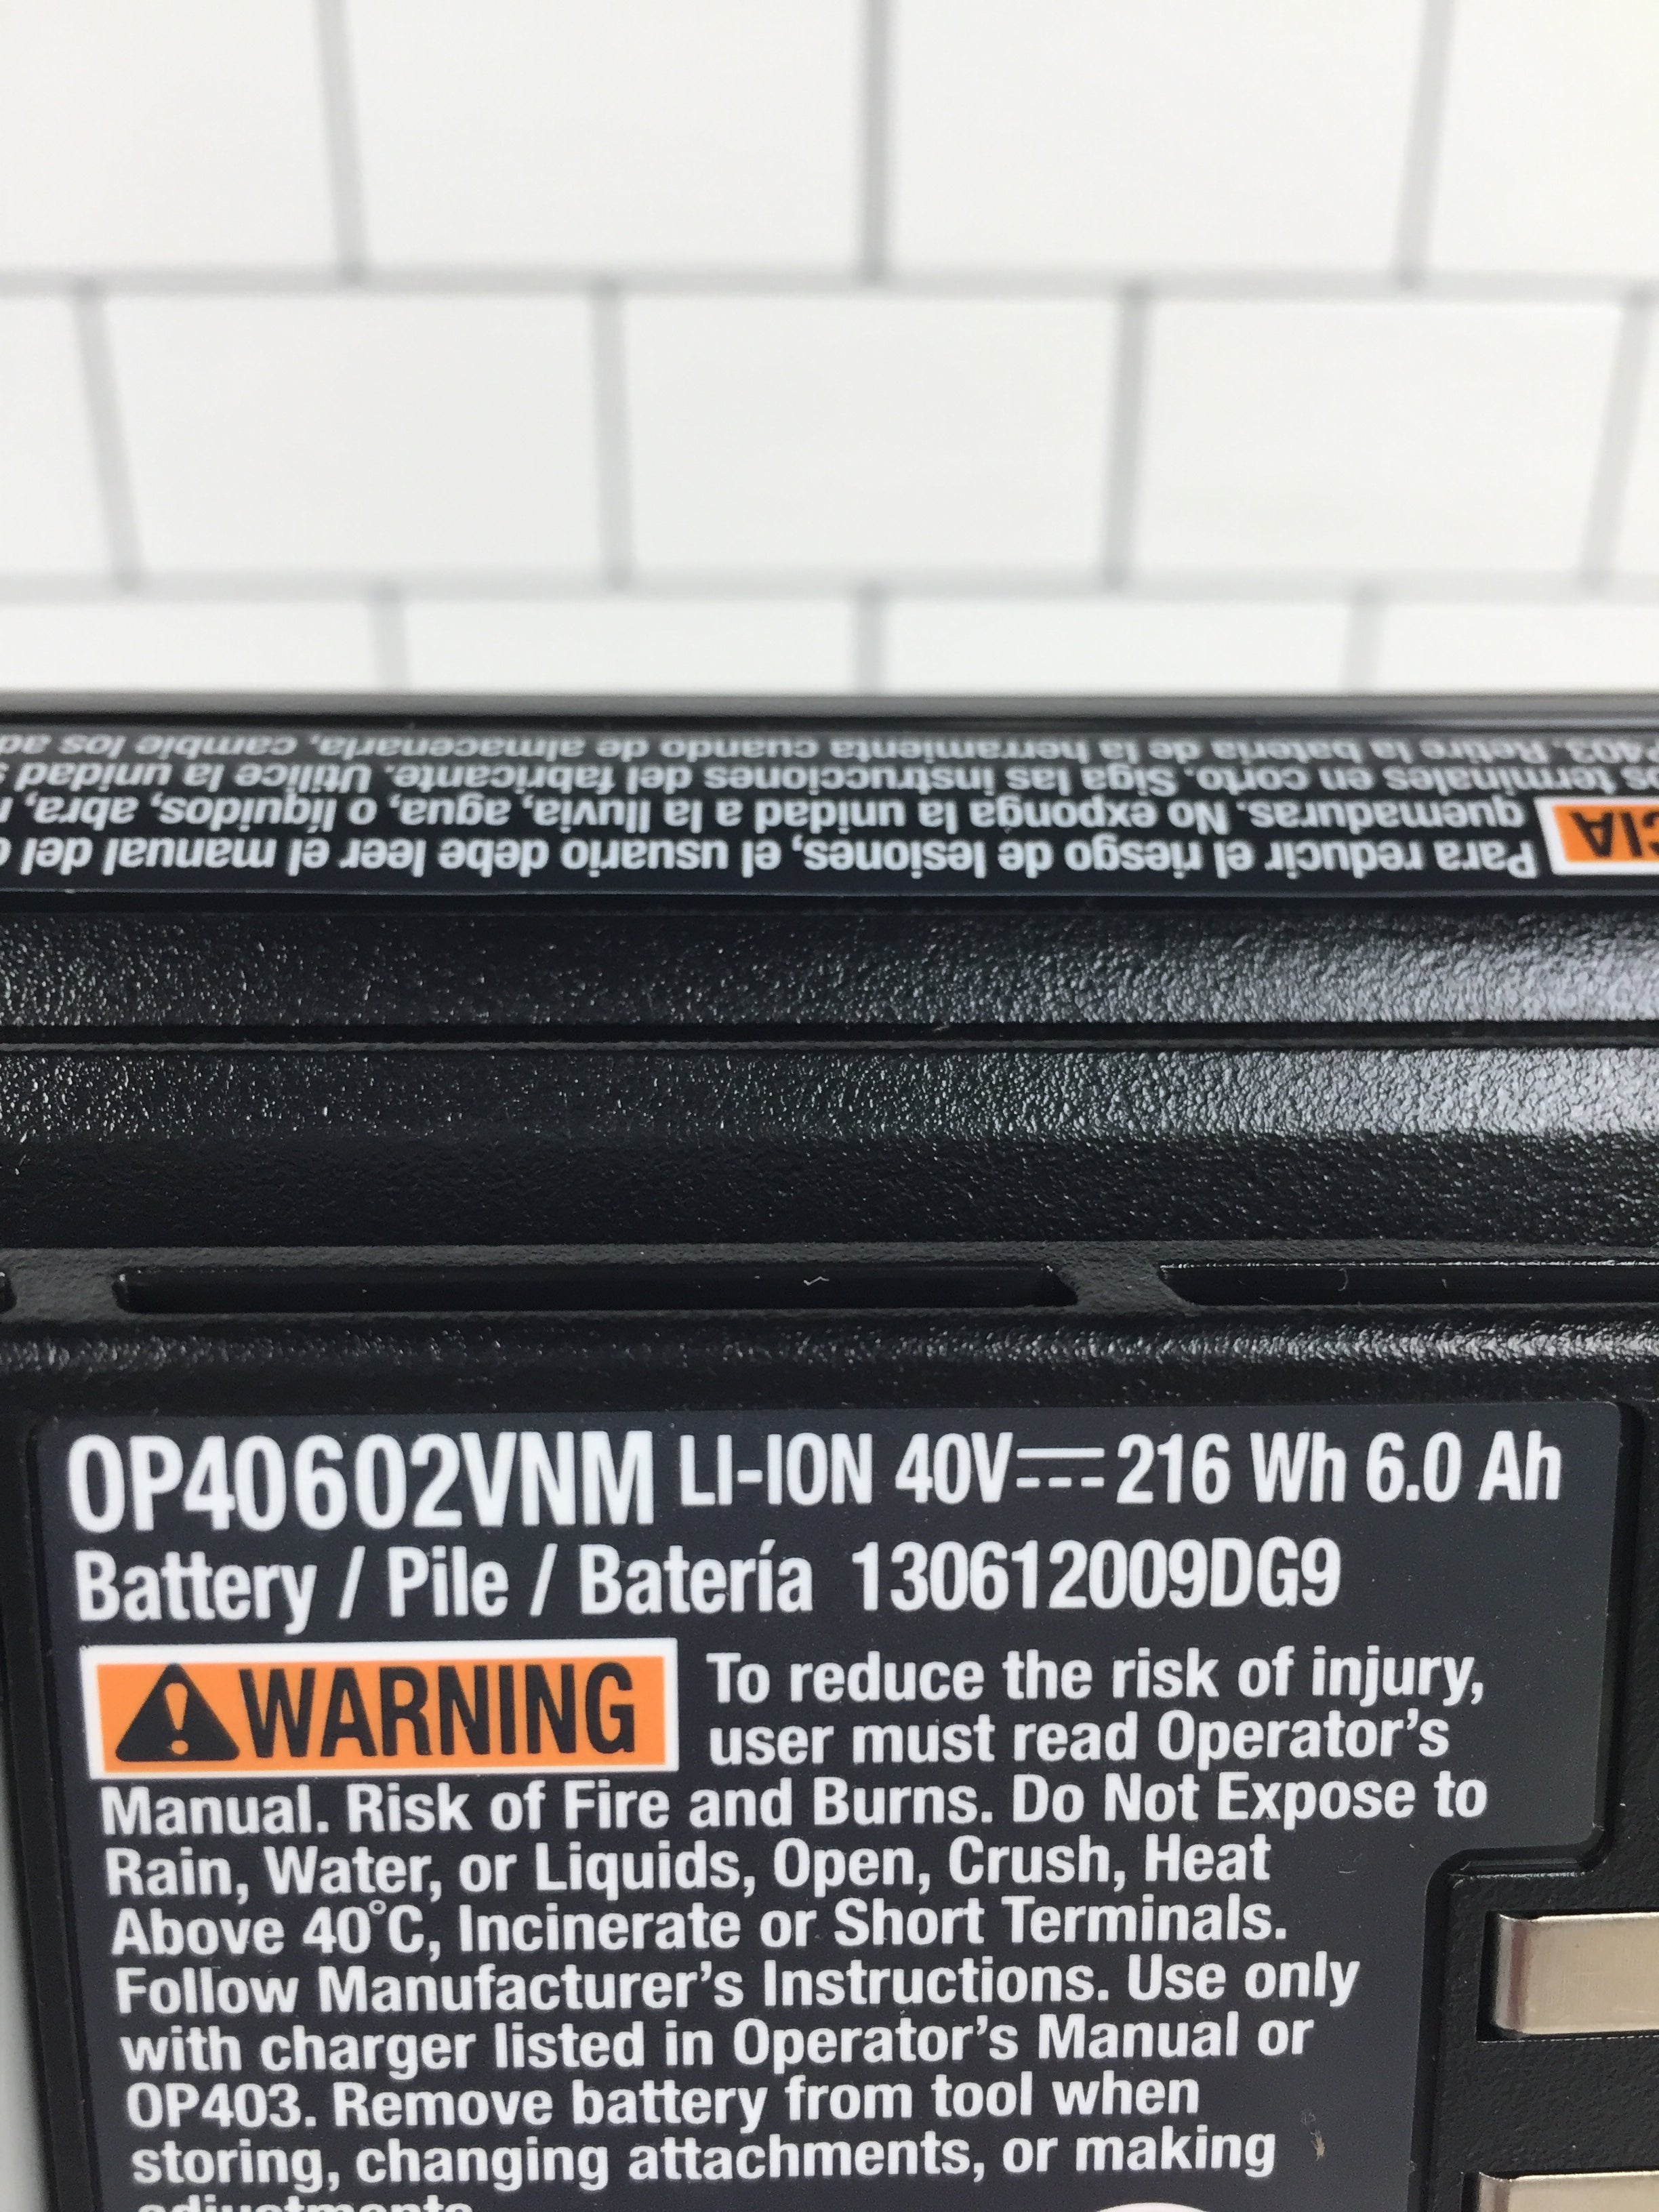 OP40602VNM LI-ION 40V⎓216 Wh 6.0 Ah
Battery / Pile / Batería 130612009DG9
WARNING To reduce the risk of injury,
user must read Operator's
Manual. Risk of Fire and Burns. Do Not Expose to
Rain, Water, or Liquids, Open, Crush, Heat
Above 40°C, Incinerate or Short Terminals.
Follow Manufacturer's Instructions. Use only
with charger listed in Operator's Manual or
OP403. Remove battery from tool when
storing, changing attachments, or making
adjustments
CIA Para reducir el riesgo de lesiones, el usuario debe leer el manual del
quemaduras. No exponga la unidad a la lluvia, agua, o líquidos, abra,
os terminales en corto. Siga las instrucciones del fabricante. Utilice la unidad
P403. Retire la batería de la herramienta cuando de almacenarla, cambie los